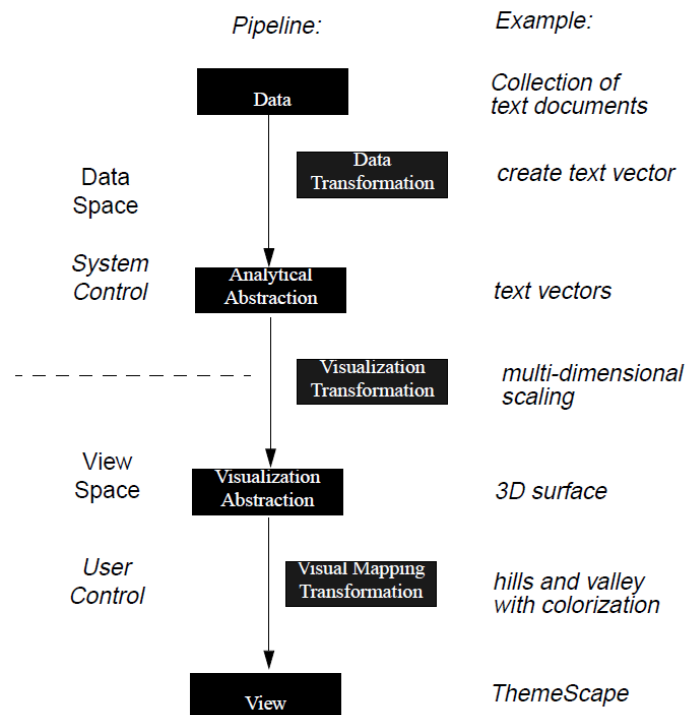 Pipeline:
Example:
Data
Collection of
text documents
Data
Transformation
create text vector
Data
Space
System
Control
Analytical
Abstraction
text vectors
Visualization
Transformation
multi-dimensional
scaling
View
Space
Visualization
Abstraction
3D surface
User
Control
Visual Mapping
Transformation
hills and valley
with colorization
View
ThemeScape